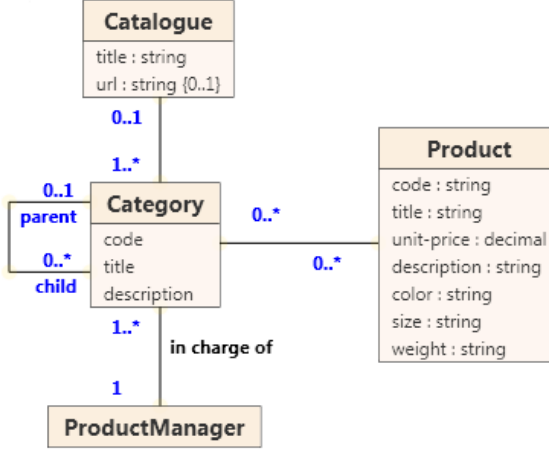 Catalogue
title : string
url : string {0..1}
0..1
1..*
0..1
parent
0..*
child
Category
code
title
description
0..*
0..*
Product
code : string
title : string
unit-price : decimal
description : string
color : string
size : string
weight : string
1..*
in charge of
1
ProductManager